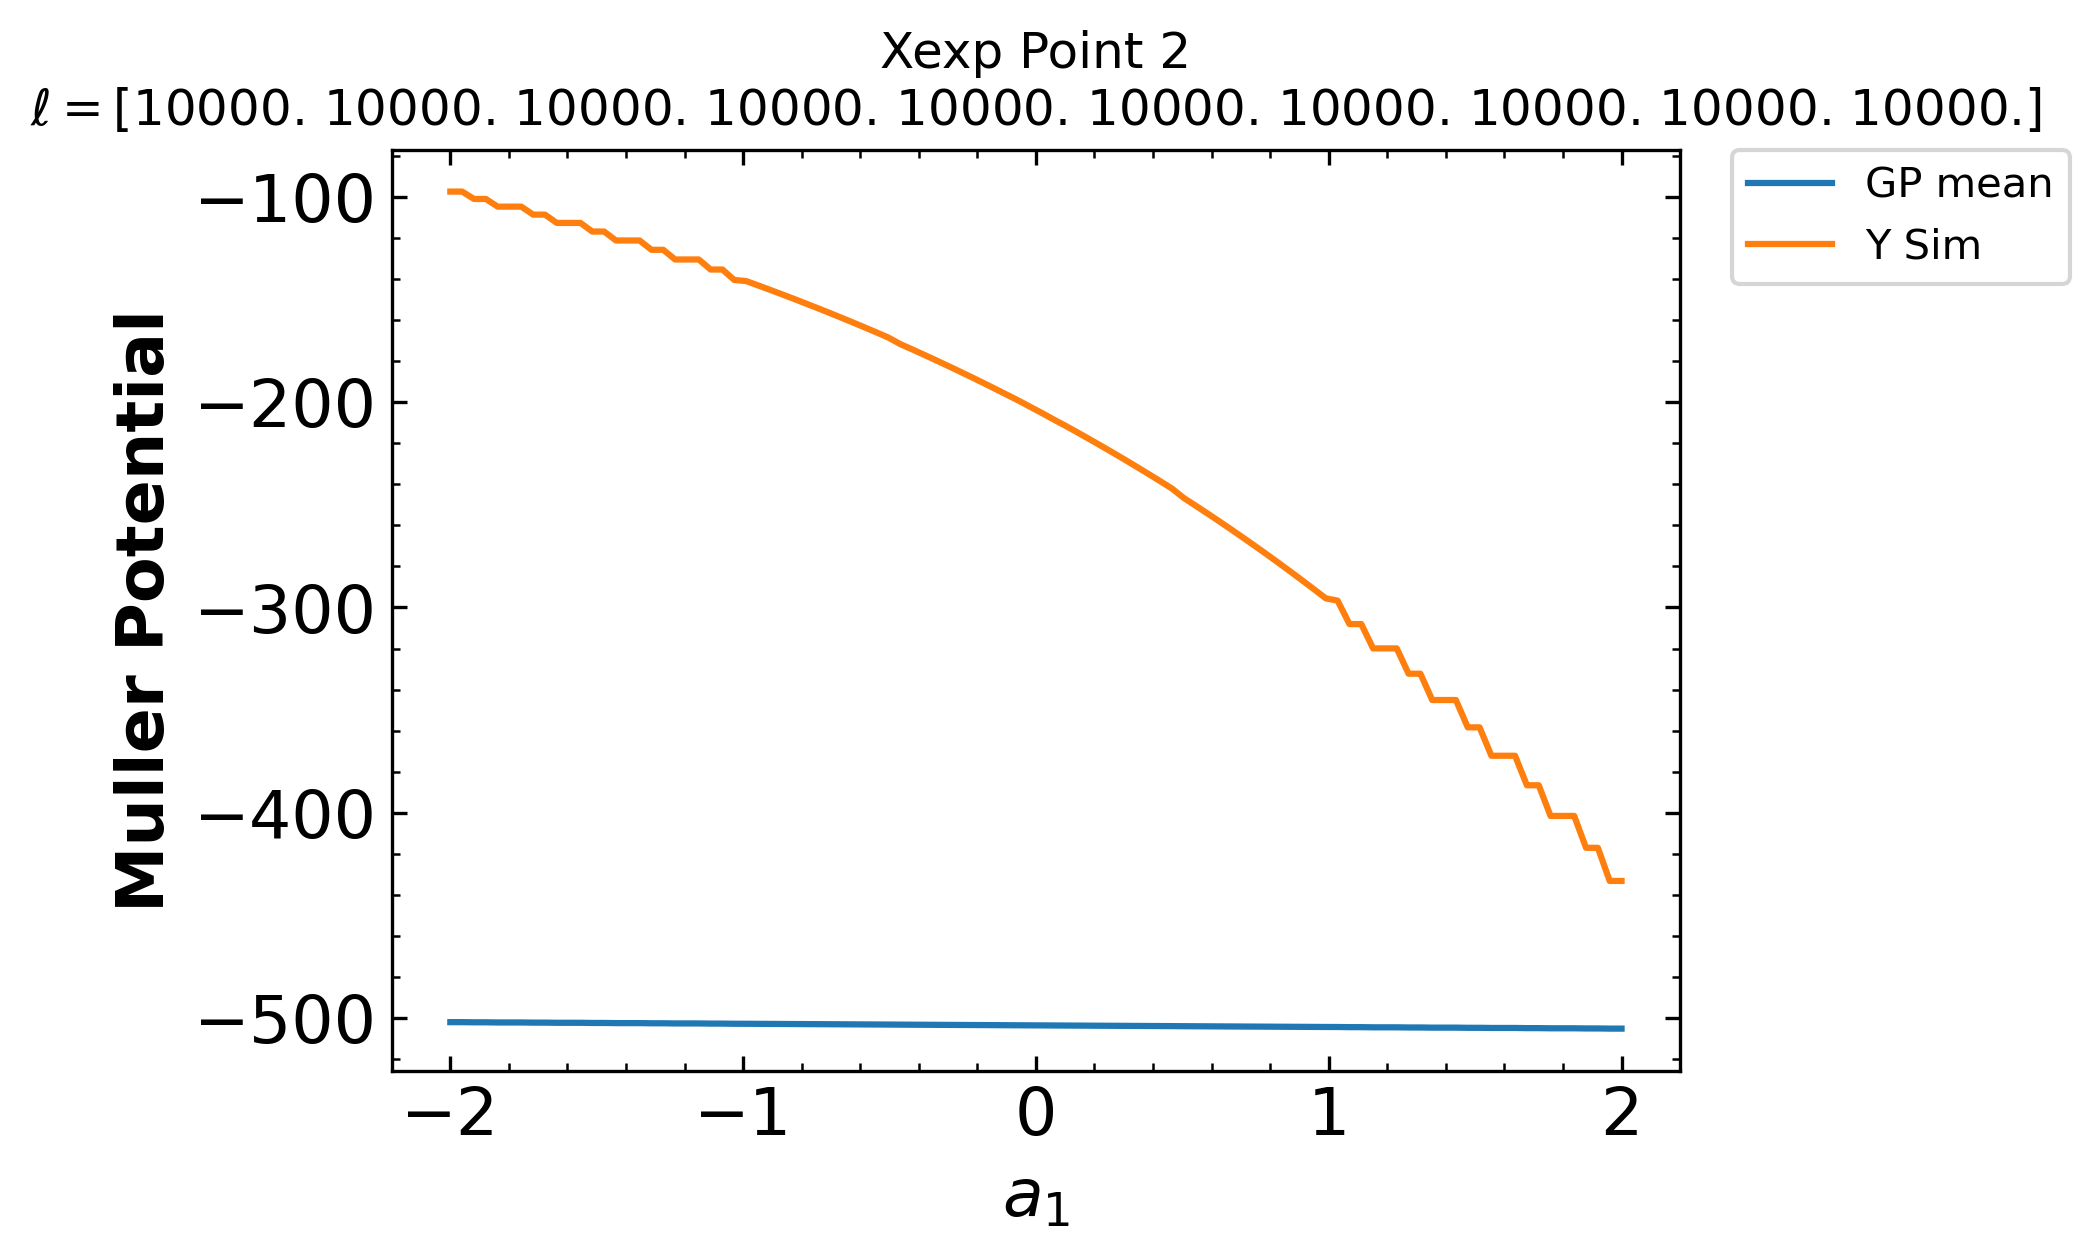 Xexp Point 2
ℓ = [10000. 10000. 10000. 10000. 10000. 10000. 10000. 10000. 10000. 10000.]
GP mean
Y Sim
Muller Potential
−100
−200
−300
−400
−500
−2 −1 0 1 2
a₁